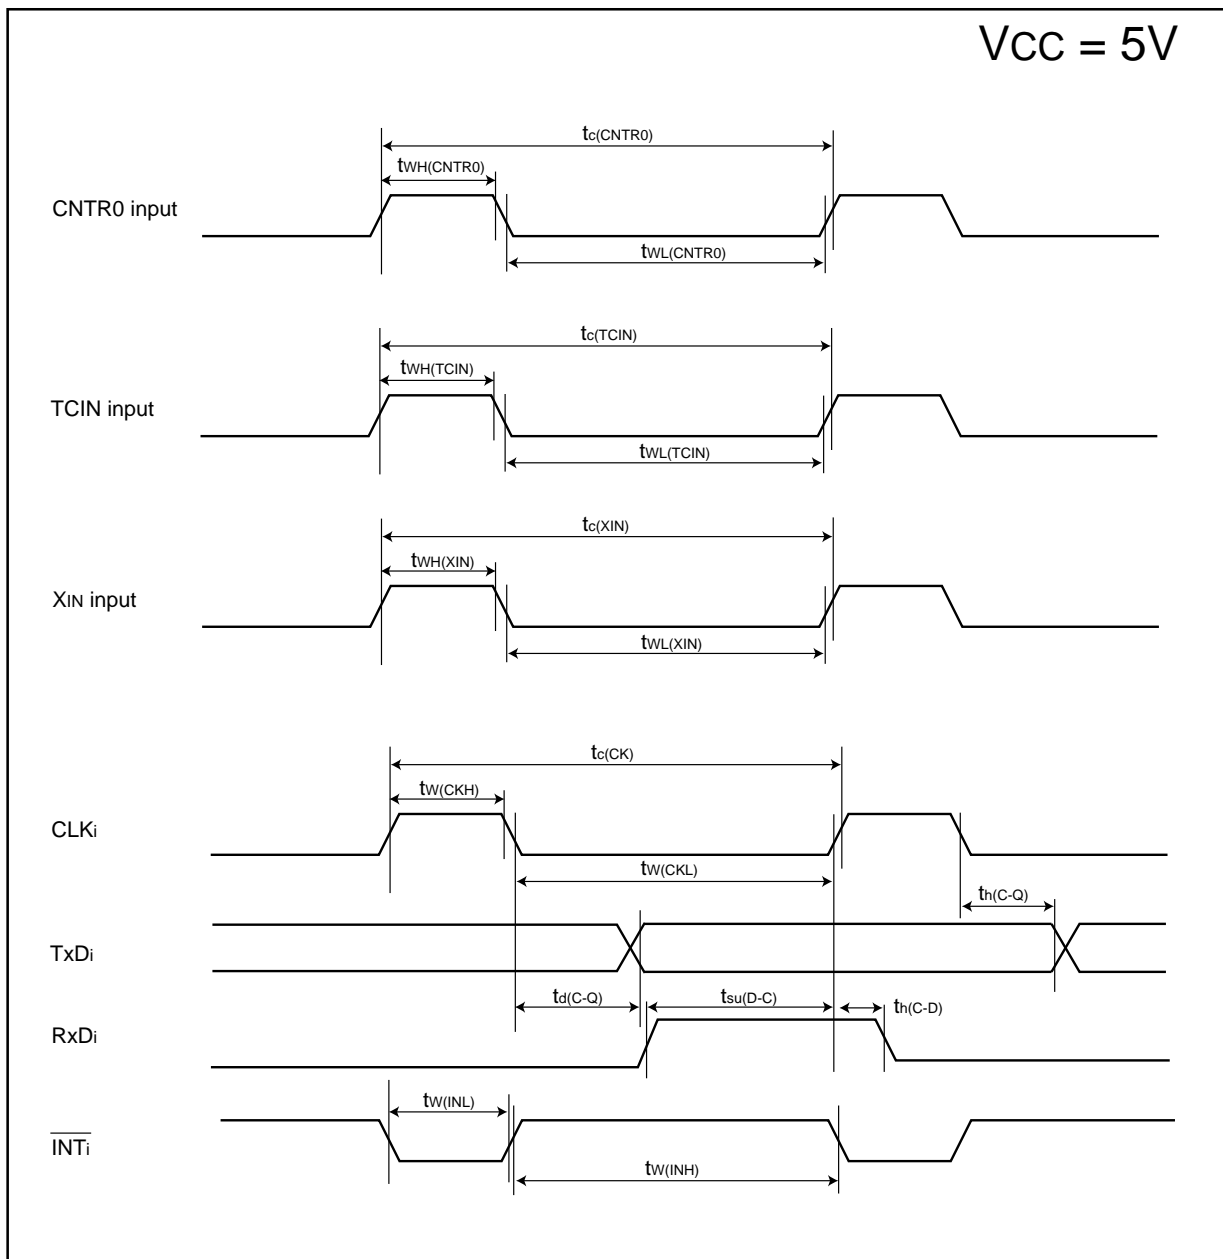 VCC = 5V
tc(CNTR0)
tWH(CNTR0)
CNTR0 input
tWL(CNTR0)
tc(TCIN)
tWH(TCIN)
TCIN input
tWL(TCIN)
tc(XIN)
tWH(XIN)
XIN input
tWL(XIN)
tc(CK)
tW(CKH)
CLKi
tW(CKL)
th(C-Q)
TxDi
td(C-Q)
tsu(D-C)
th(C-D)
RxDi
tW(INL)
INTi
tW(INH)